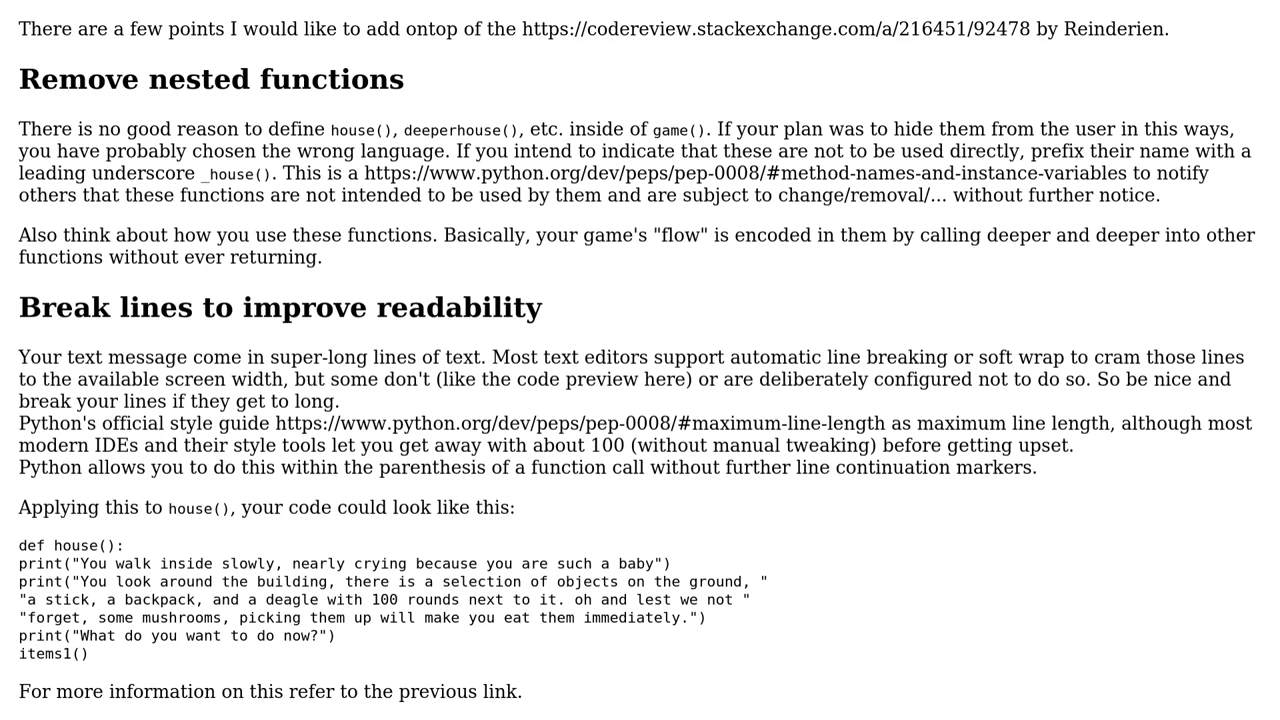 There are a few points I would like to add ontop of the https://codereview.stackexchange.com/a/216451/92478 by Reinderien.
Remove nested functions
There is no good reason to define house(), deeperhouse(), etc. inside of game(). If your plan was to hide them from the user in this ways,
you have probably chosen the wrong language. If you intend to indicate that these are not to be used directly, prefix their name with a
leading underscore _house(). This is a https://www.python.org/dev/peps/pep-0008/#method-names-and-instance-variables to notify
others that these functions are not intended to be used by them and are subject to change/removal/... without further notice.
Also think about how you use these functions. Basically, your game's "flow" is encoded in them by calling deeper and deeper into other
functions without ever returning.
Break lines to improve readability
Your text message come in super-long lines of text. Most text editors support automatic line breaking or soft wrap to cram those lines
to the available screen width, but some don't (like the code preview here) or are deliberately configured not to do so. So be nice and
break your lines if they get to long.
Python's official style guide https://www.python.org/dev/peps/pep-0008/#maximum-line-length as maximum line length, although most
modern IDEs and their style tools let you get away with about 100 (without manual tweaking) before getting upset.
Python allows you to do this within the parenthesis of a function call without further line continuation markers.
Applying this to house(), your code could look like this:
def house():
print("You walk inside slowly, nearly crying because you are such a baby")
print("You look around the building, there is a selection of objects on the ground, "
"a stick, a backpack, and a deagle with 100 rounds next to it. oh and lest we not "
"forget, some mushrooms, picking them up will make you eat them immediately.")
print("What do you want to do now?")
items1()
For more information on this refer to the previous link.